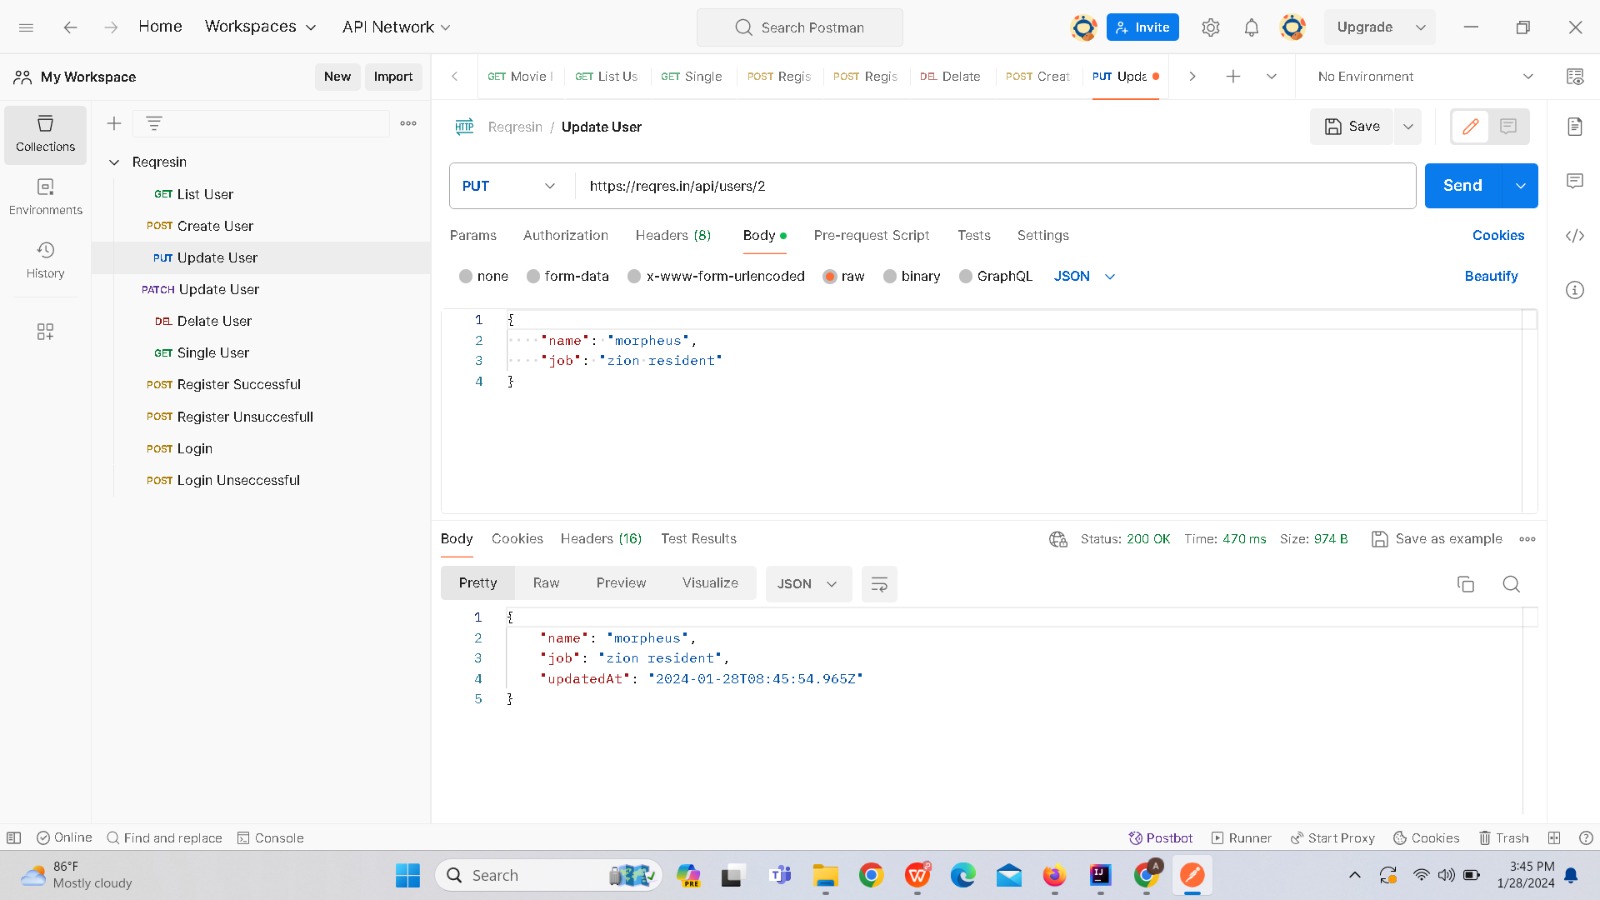 Home Workspaces API Network Search Postman Invite Upgrade
My Workspace New Import GET Movie GET List Us GET Single POST Regis POST Regis DEL Delete POST Creat PUT Upda No Environment
Collections
Environments
History
Reqresin
GET List User
POST Create User
PUT Update User
PATCH Update User
DEL Delate User
GET Single User
POST Register Successful
POST Register Unsuccesfull
POST Login
POST Login Unseccessful
HTTP Reqresin / Update User Save
PUT https://reqres.in/api/users/2 Send
Params Authorization Headers (8) Body Pre-request Script Tests Settings Cookies
none form-data x-www-form-urlencoded raw binary GraphQL JSON Beautify
1 {
2 ····"name":·"morpheus",
3 ····"job":·"zion·resident"
4 }
Body Cookies Headers (16) Test Results Status: 200 OK Time: 470 ms Size: 974 B Save as example
Pretty Raw Preview Visualize JSON
1 {
2 "name": "morpheus",
3 "job": "zion resident",
4 "updatedAt": "2024-01-28T08:45:54.965Z"
5 }
Online Find and replace Console Postbot Runner Start Proxy Cookies Trash
86°F
Mostly cloudy
Search
PRE
3:45 PM
1/28/2024